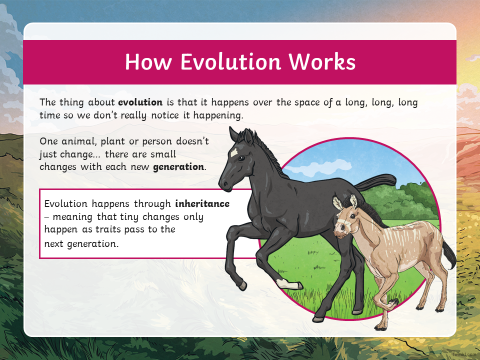 How Evolution Works
The thing about evolution is that it happens over the space of a long, long, long
time so we don't really notice it happening.
One animal, plant or person doesn't
just change... there are small
changes with each new generation.
Evolution happens through inheritance
– meaning that tiny changes only
happen as traits pass to the
next generation.